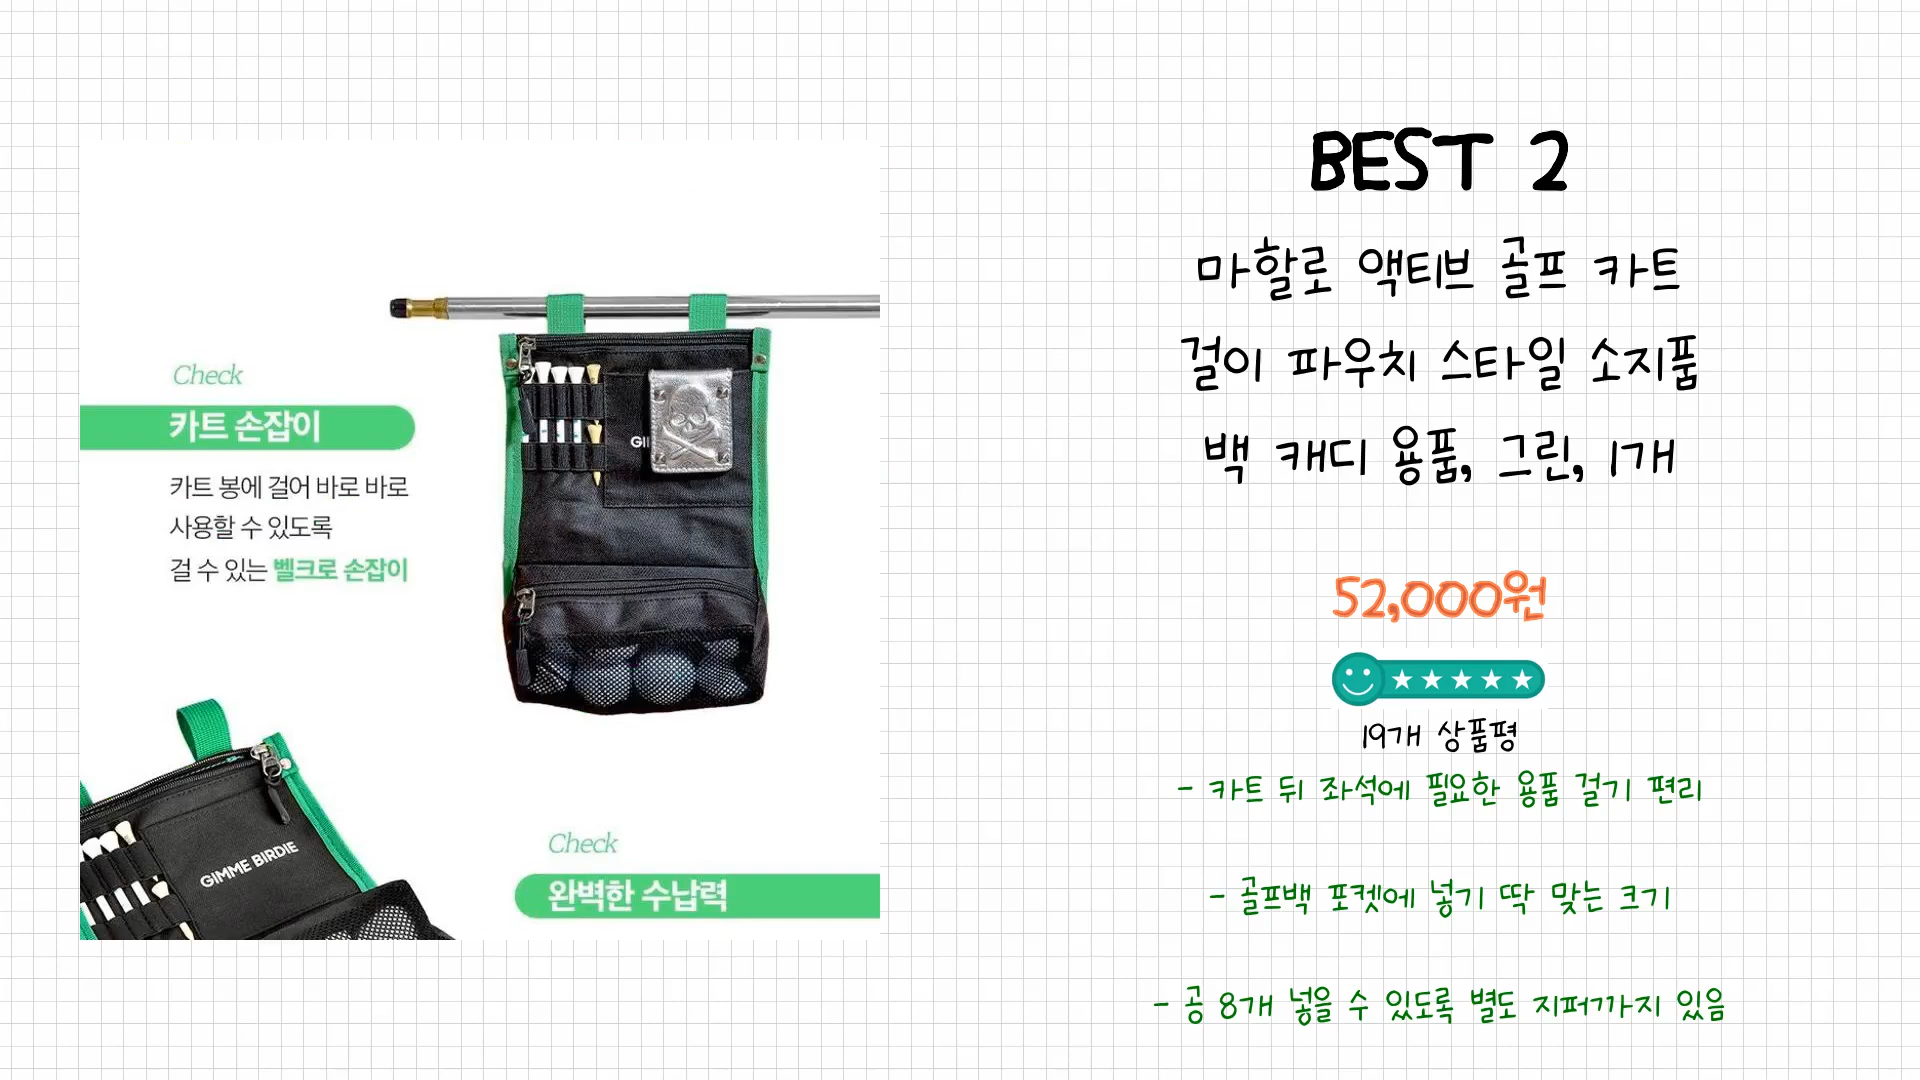 BEST 2
마할로 액티브 골프 카트
걸이 파우치 스타일 소지품
백 캐디 용품, 그린, 1개
52,000원
19개 상품평
- 카트 뒤 좌석에 필요한 용품 걸기 편리
- 골프백 포켓에 넣기 딱 맞는 크기
- 공 8개 넣을 수 있도록 별도 지퍼까지 있음
Check
카트 손잡이
카트 봉에 걸어 바로 바로
사용할 수 있도록
걸 수 있는 벨크로 손잡이
GI
GIMME BIRDIE
Check
완벽한 수납력